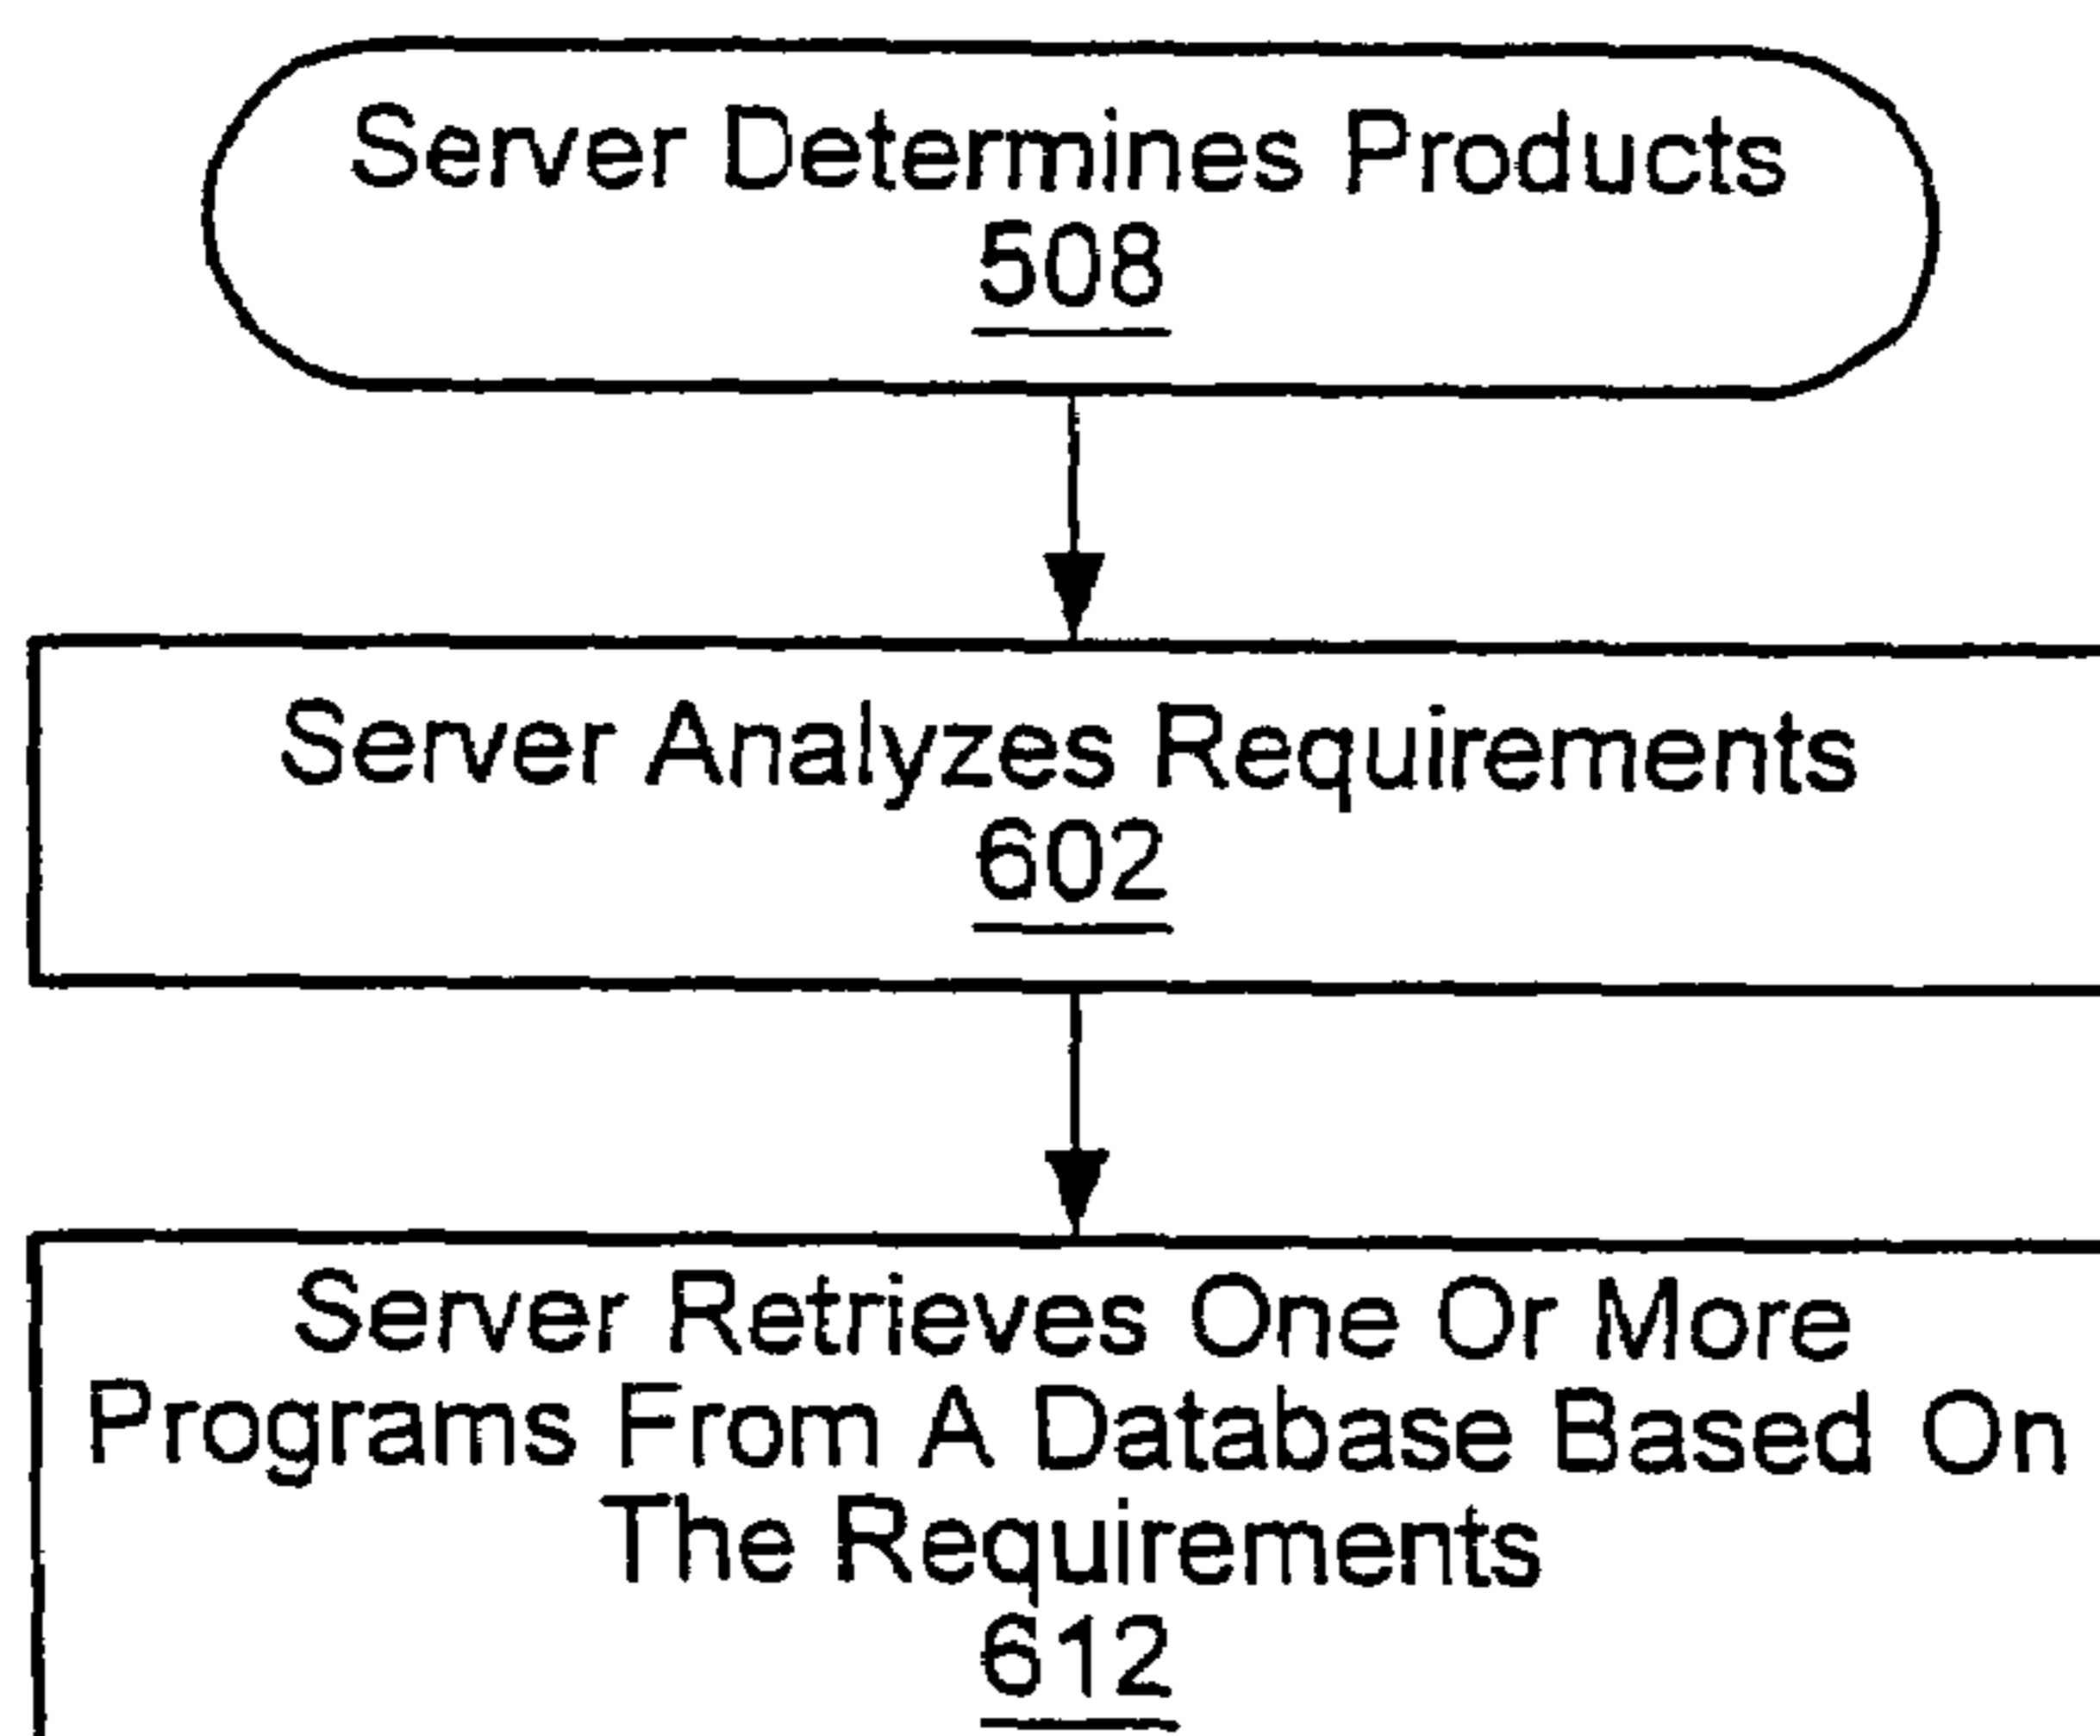 Server Determines Products
508
Server Analyzes Requirements
602
Server Retrieves One Or More
Programs From A Database Based On
The Requirements
612